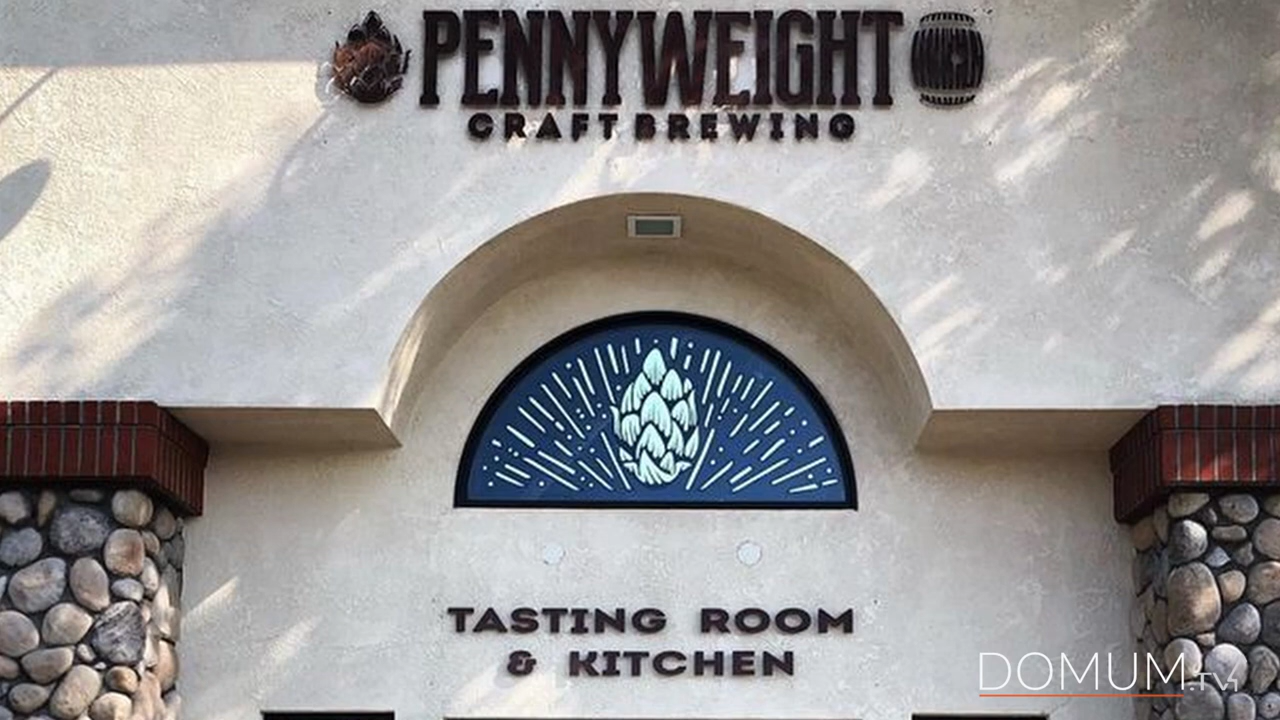 PENNYWEIGHT
CRAFT BREWING
TASTING ROOM
& KITCHEN
DOMUM.TV